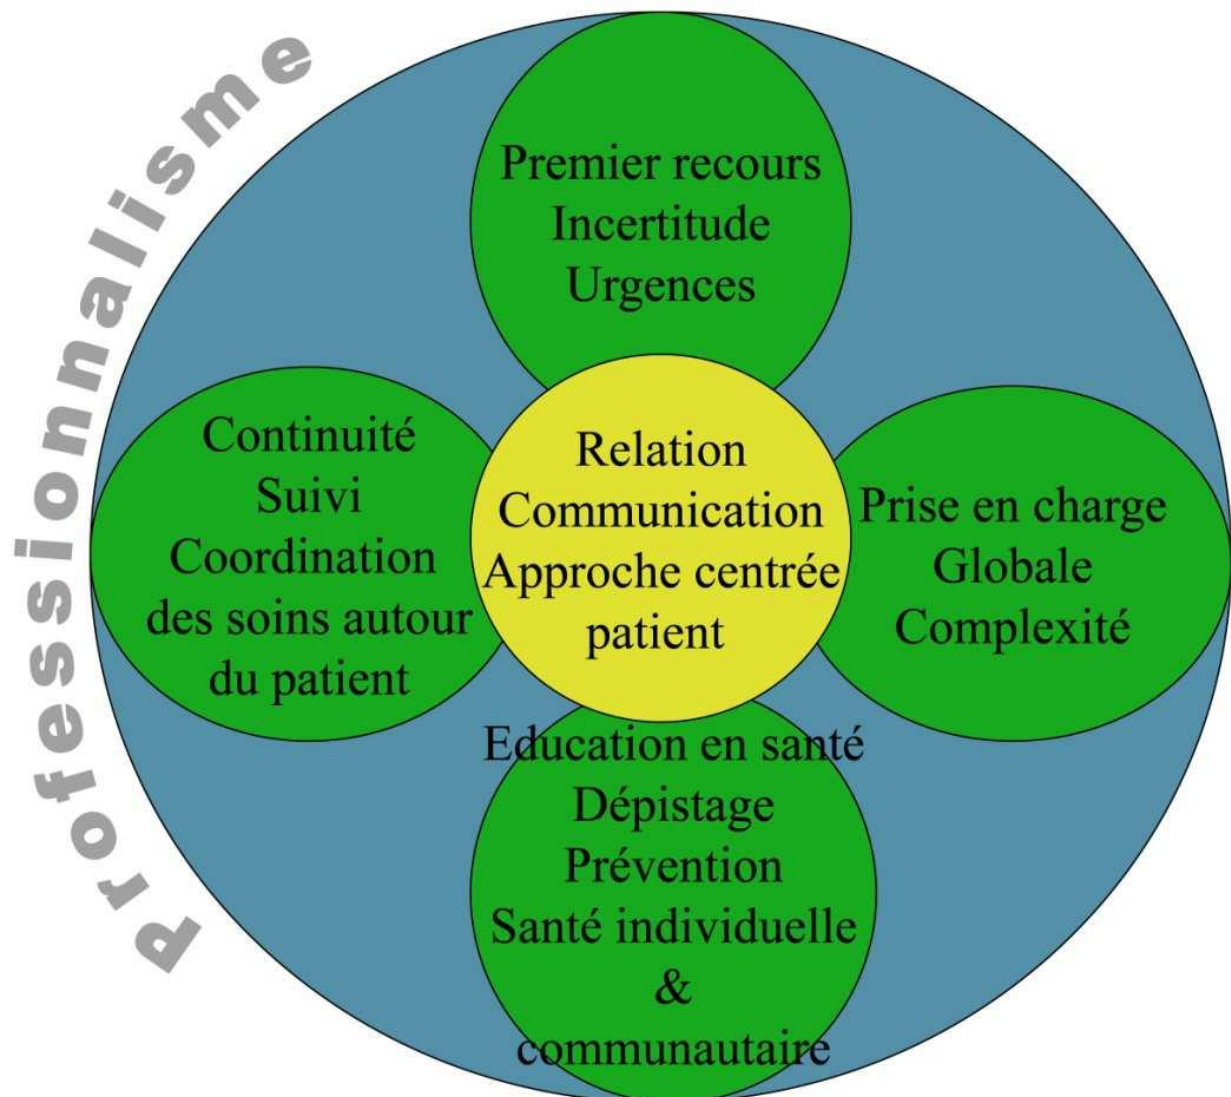 Professionnalisme
Premier recours
Incertitude
Urgences
Continuité
Suivi
Coordination
des soins autour
du patient
Relation
Communication
Approche centrée
patient
Prise en charge
Globale
Complexité
Education en santé
Dépistage
Prévention
Santé individuelle
&
communautaire